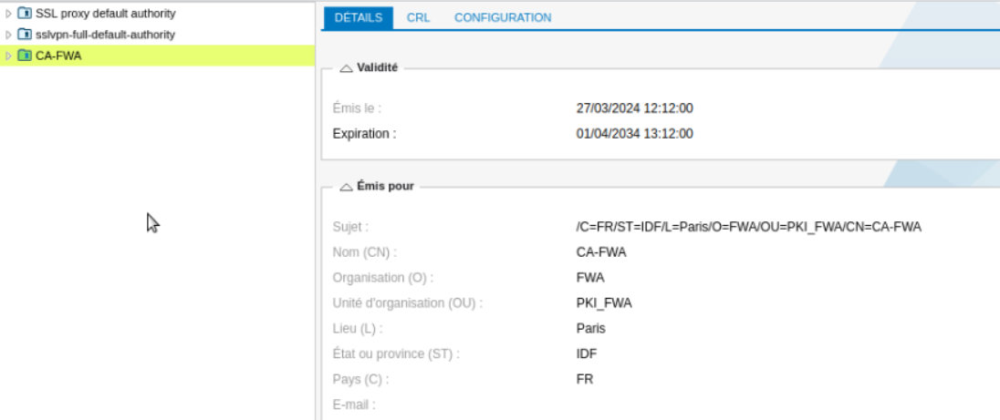 SSL proxy default authority
sslvpn-full-default-authority
CA-FWA
DÉTAILS CRL CONFIGURATION
Validité
Émis le : 27/03/2024 12:12:00
Expiration : 01/04/2034 13:12:00
Émis pour
Sujet : /C=FR/ST=IDF/L=Paris/O=FWA/OU=PKI_FWA/CN=CA-FWA
Nom (CN) : CA-FWA
Organisation (O) : FWA
Unité d'organisation (OU) : PKI_FWA
Lieu (L) : Paris
État ou province (ST) : IDF
Pays (C) : FR
E-mail :